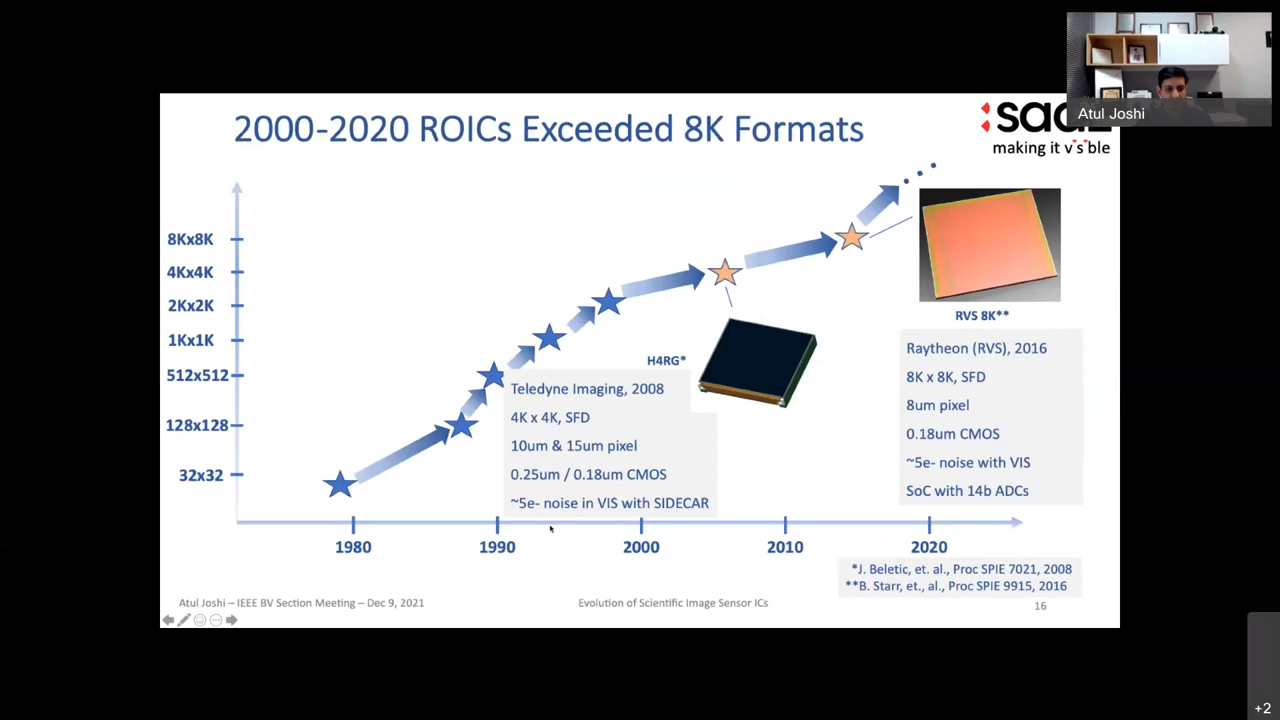 2000-2020 ROICs Exceeded 8K Formats
making it v s ble
Atul Joshi
8Kx8K
4Kx4K
2Kx2K
1Kx1K
512x512
128x128
32x32
H4RG*
Teledyne Imaging, 2008
4K x 4K, SFD
10um & 15um pixel
0.25um / 0.18um CMOS
~5e- noise in VIS with SIDECAR
RVS 8K**
Raytheon (RVS), 2016
8K x 8K, SFD
8um pixel
0.18um CMOS
~5e- noise with VIS
SoC with 14b ADCs
1980
1990
2000
2010
2020
*J. Beletic, et. al., Proc SPIE 7021, 2008
**B. Starr, et., al., Proc SPIE 9915, 2016
Atul Joshi – IEEE BV Section Meeting – Dec 9, 2021
Evolution of Scientific Image Sensor ICs
16
+2